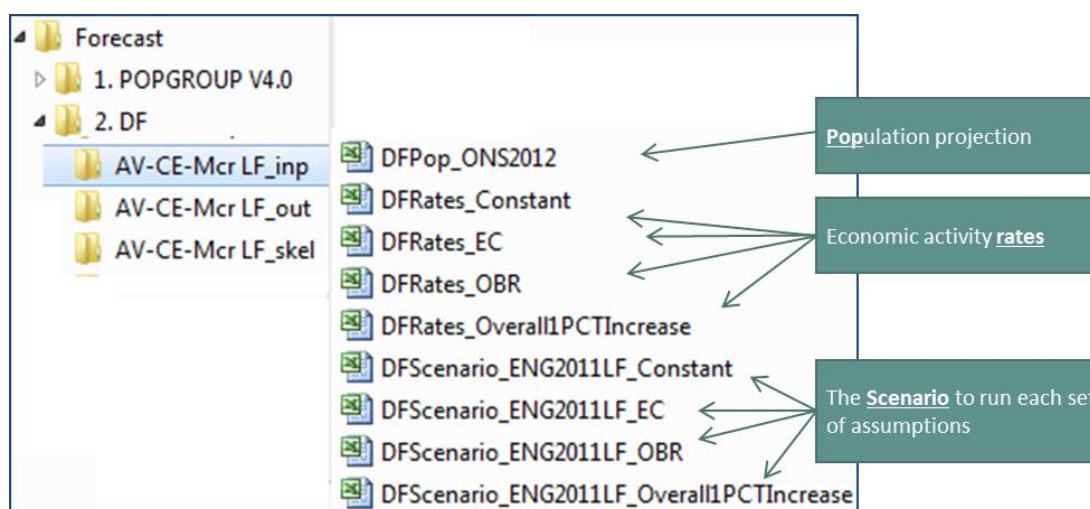 Forecast
1. POPGROUP V4.0
2. DF
AV-CE-Mcr LF_inp
AV-CE-Mcr LF_out
AV-CE-Mcr LF_skel
DFPop_ONS2012
DFRates_Constant
DFRates_EC
DFRates_OBR
DFRates_Overall1PCTIncrease
DFScenario_ENG2011LF_Constant
DFScenario_ENG2011LF_EC
DFScenario_ENG2011LF_OBR
DFScenario_ENG2011LF_Overall1PCTIncrease
Population projection
Economic activity rates
The Scenario to run each set
of assumptions